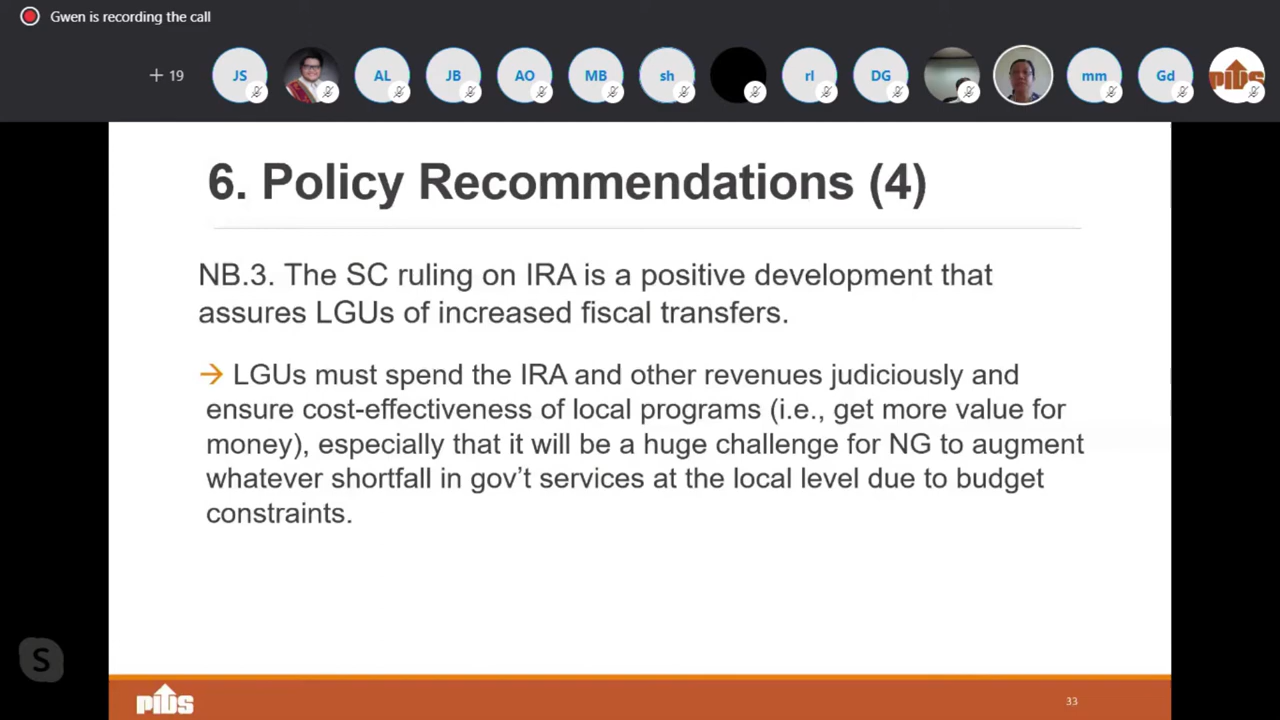 Gwen is recording the call
+ 19
JS
AL
JB
AO
MB
sh
rl
DG
mm
Gd
PIDS
6. Policy Recommendations (4)
NB.3. The SC ruling on IRA is a positive development that
assures LGUs of increased fiscal transfers.
→ LGUs must spend the IRA and other revenues judiciously and
ensure cost-effectiveness of local programs (i.e., get more value for
money), especially that it will be a huge challenge for NG to augment
whatever shortfall in gov’t services at the local level due to budget
constraints.
S
PIDS
33